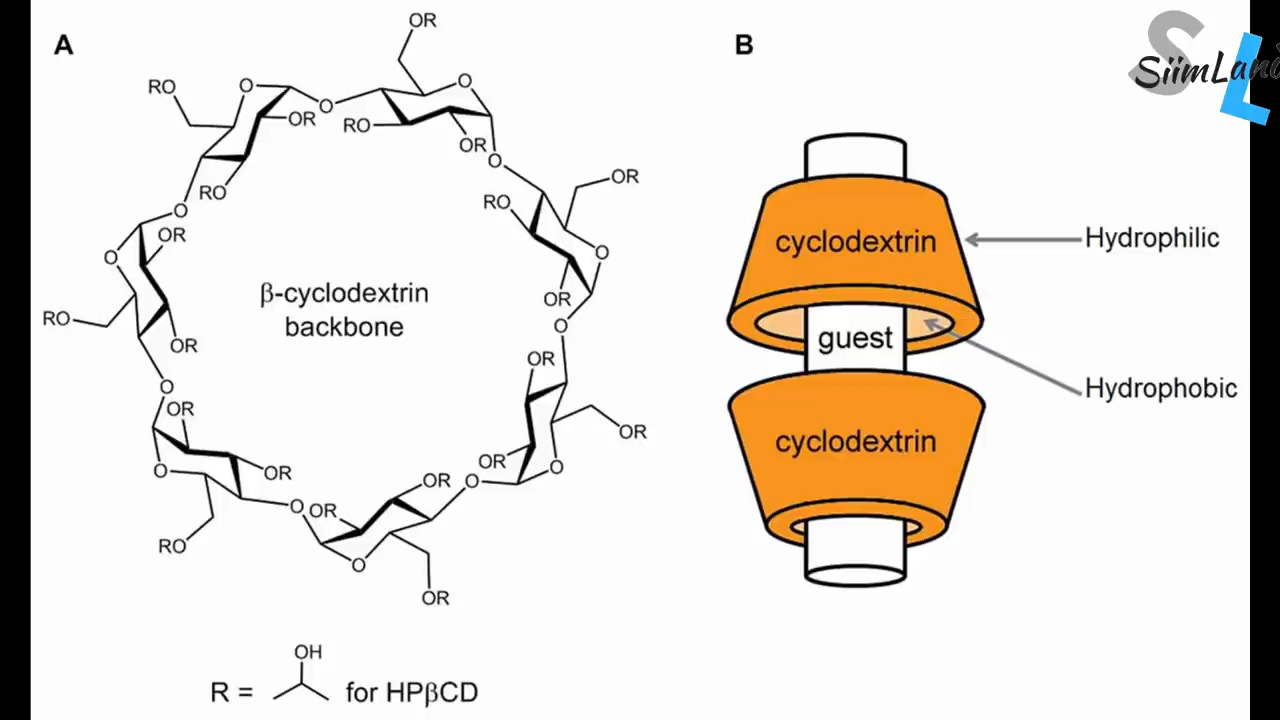 A
B
SL
SiimLand
OR
RO
O
O
O
OR
RO
OR
RO
O
OR
O
RO
OR
O
OR
O
RO
OR
OR
O
O
OR
O
OR
RO
OR
OR
O
OR
O
OR
O
OR
O
OR
RO
O
OR
β-cyclodextrin
backbone
OH
R = for HPβCD
cyclodextrin
Hydrophilic
guest
Hydrophobic
cyclodextrin